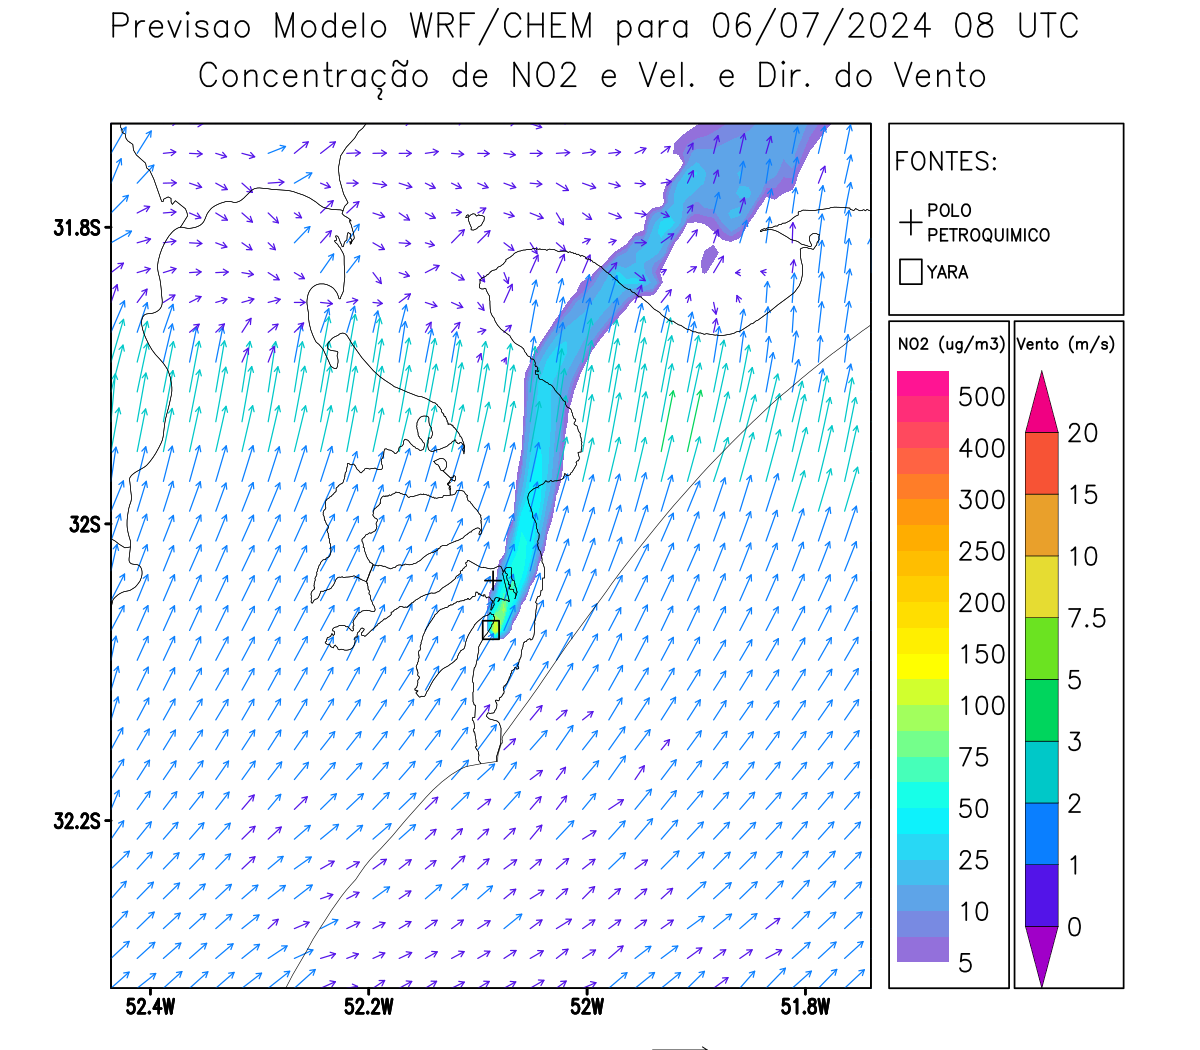 Previsao Modelo WRF/CHEM para 06/07/2024 08 UTC
Concentração de NO2 e Vel. e Dir. do Vento
FONTES:
POLO
PETROQUIMICO
YARA
NO2 (ug/m3)
500
400
300
250
200
150
100
75
50
25
10
5
Vento (m/s)
20
15
10
7.5
5
3
2
1
0
31.8S
32S
32.2S
52.4W
52.2W
52W
51.8W